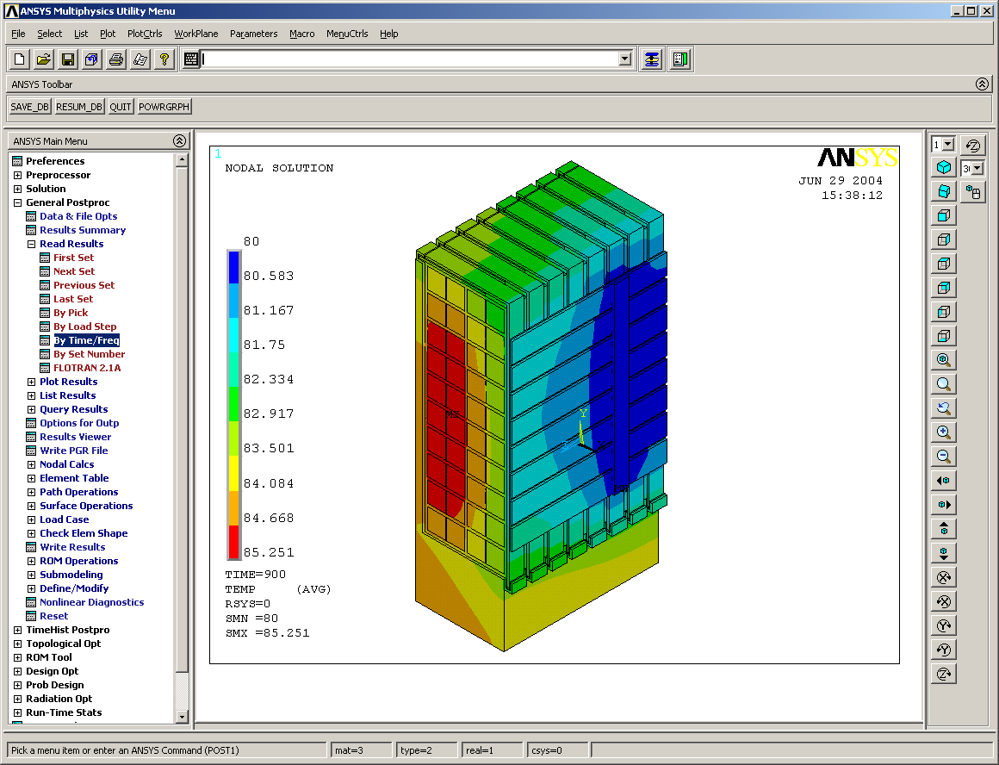 ANSYS Multiphysics Utility Menu
File Select List Plot PlotCtrls WorkPlane Parameters Macro MenuCtrls Help
ANSYS Toolbar
SAVE_DB RESUM_DB QUIT POWRGRPH
ANSYS Main Menu
Preferences
Preprocessor
Solution
General Postproc
Data & File Opts
Results Summary
Read Results
First Set
Next Set
Previous Set
Last Set
By Pick
By Load Step
By Time/Freq
By Set Number
FLOTRAN 2.1A
Plot Results
List Results
Query Results
Options for Outp
Results Viewer
Write PGR File
Nodal Calcs
Element Table
Path Operations
Surface Operations
Load Case
Check Elem Shape
Write Results
ROM Operations
Submodeling
Define/Modify
Nonlinear Diagnostics
Reset
TimeHist Postpro
Topological Opt
ROM Tool
Design Opt
Prob Design
Radiation Opt
Run-Time Stats
1
NODAL SOLUTION
ANSYS
JUN 29 2004
15:38:12
80
80.583
81.167
81.75
82.334
82.917
83.501
84.084
84.668
85.251
TIME=900
TEMP (AVG)
RSYS=0
SMN =80
SMX =85.251
MX
Y
Z X
MN
1
Pick a menu item or enter an ANSYS Command (POST1) mat=3 type=2 real=1 csys=0